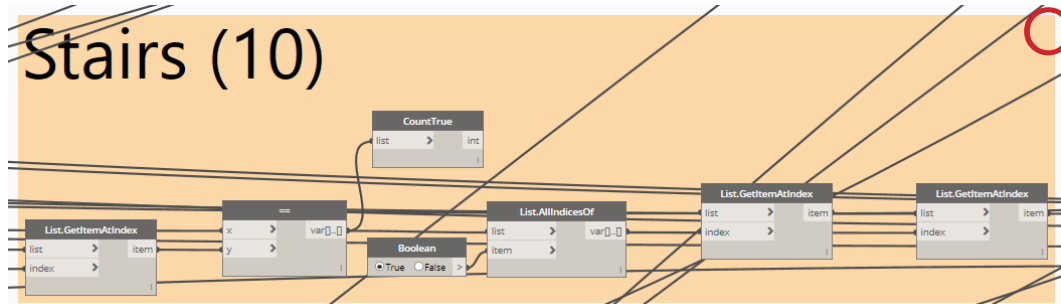 Stairs (10)
CountTrue
list > int
l
List.GetItemAtIndex
list > item
index >
l
==
x > var[]..[]
y >
l
Boolean
True False >
List.AllIndicesOf
list > var[]..[]
item >
l
List.GetItemAtIndex
list > item
index >
l
List.GetItemAtIndex
list > item
index >
l